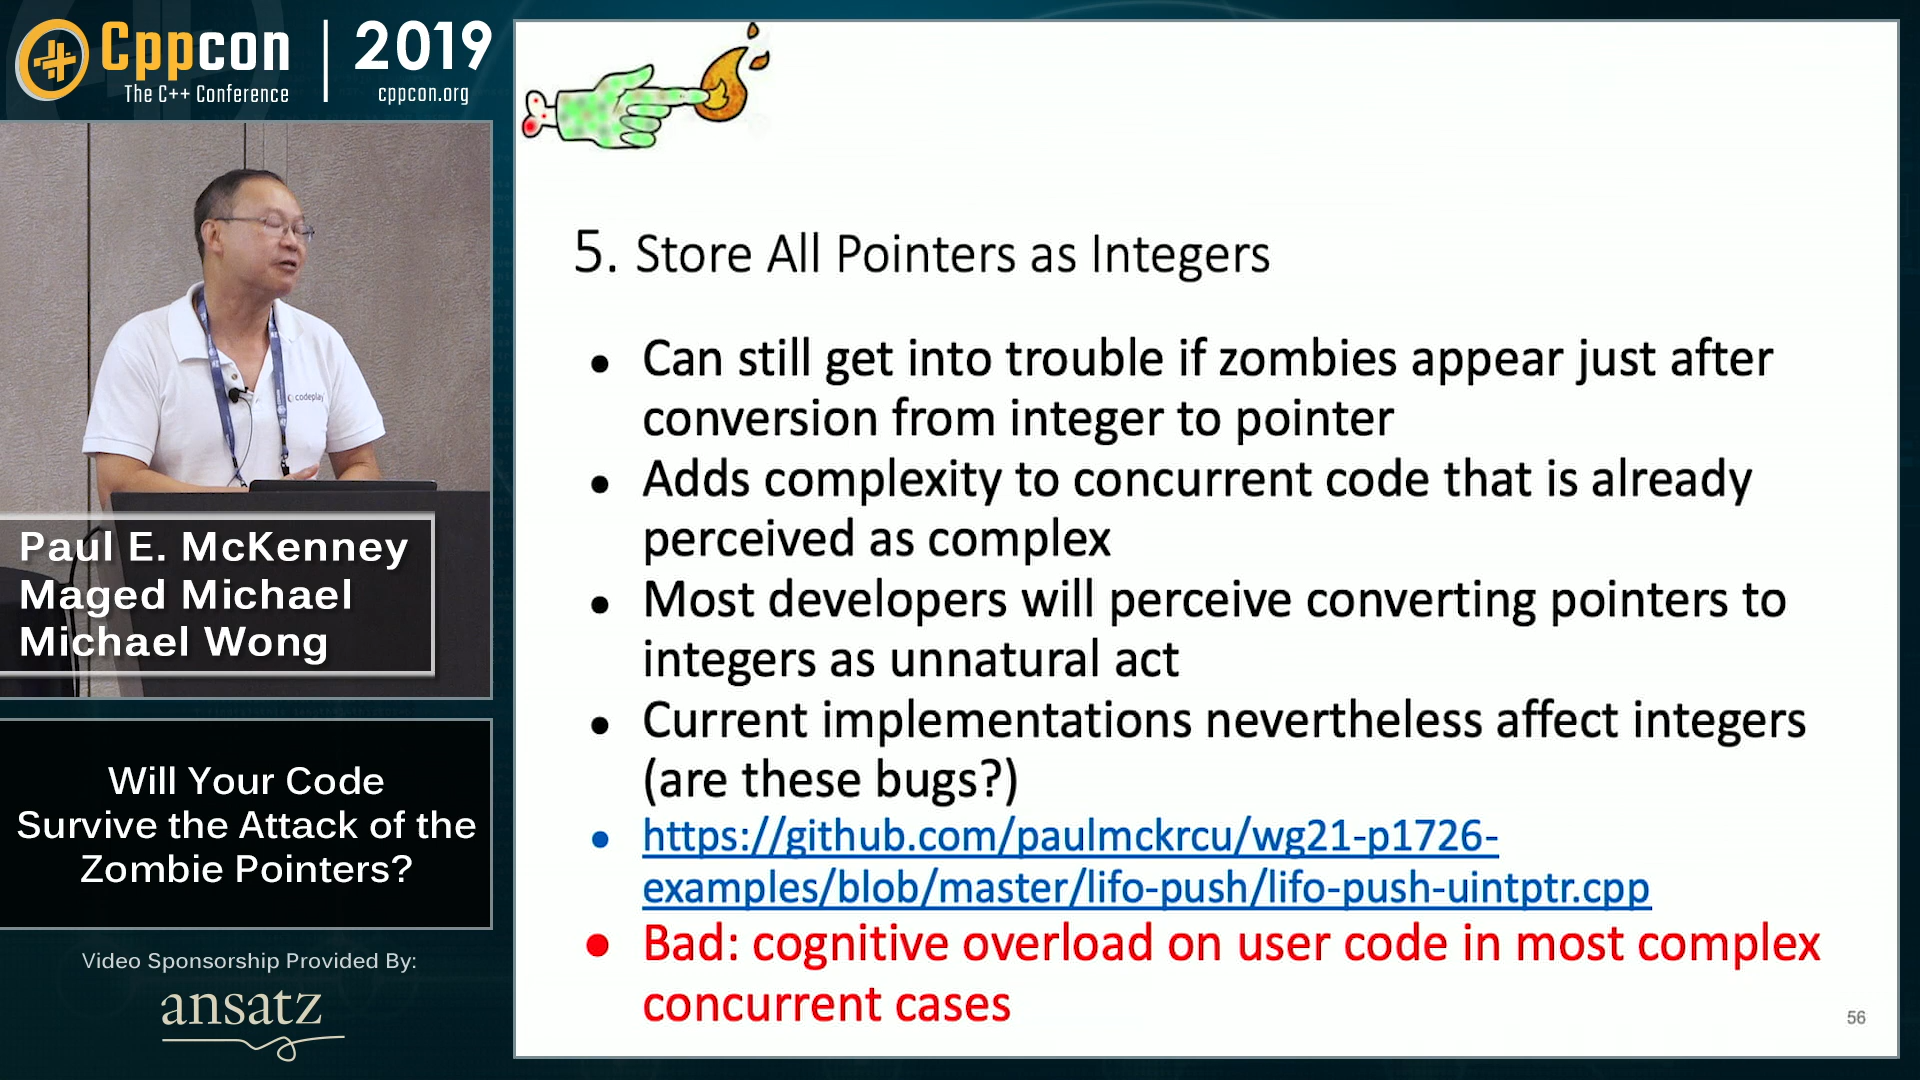 Cppcon
The C++ Conference
2019
cppcon.org
codeplay
Paul E. McKenney
Maged Michael
Michael Wong
Will Your Code
Survive the Attack of the
Zombie Pointers?
Video Sponsorship Provided By:
ansatz
5. Store All Pointers as Integers
• Can still get into trouble if zombies appear just after
conversion from integer to pointer
• Adds complexity to concurrent code that is already
perceived as complex
• Most developers will perceive converting pointers to
integers as unnatural act
• Current implementations nevertheless affect integers
(are these bugs?)
• https://github.com/paulmckrcu/wg21-p1726-
examples/blob/master/lifo-push/lifo-push-uintptr.cpp
• Bad: cognitive overload on user code in most complex
concurrent cases
56